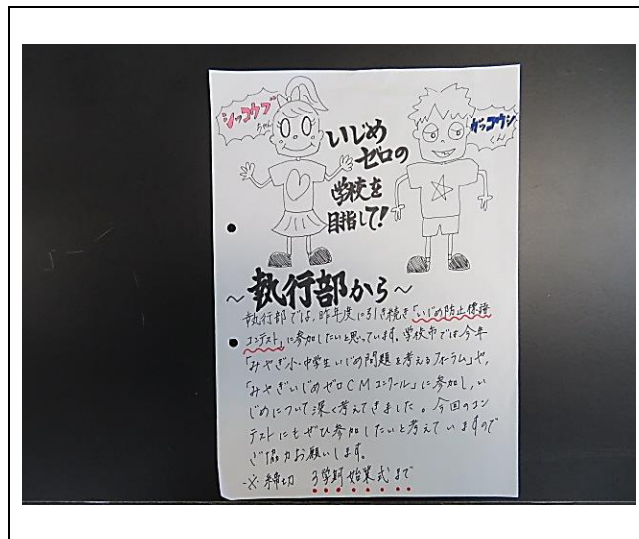 シッコウブ
ちゃん
ガッコウシ
くん
いじめ
ゼロの
学校を
目指して!
~執行部から~
執行部では、昨年度に引き続き「いじめ防止標語
コンテスト」に参加したいと思っています。学校市では今年
「みやぎ小・中学生いじめ問題を考えるフォーラム」や、
「みやぎいじめゼロCMコンクール」に参加し、い
じめについて深く考えてきました。今回のコン
テストにもぜひ参加したいと考えていますので
ご協力お願いします。
※締切 3学期始業式まで